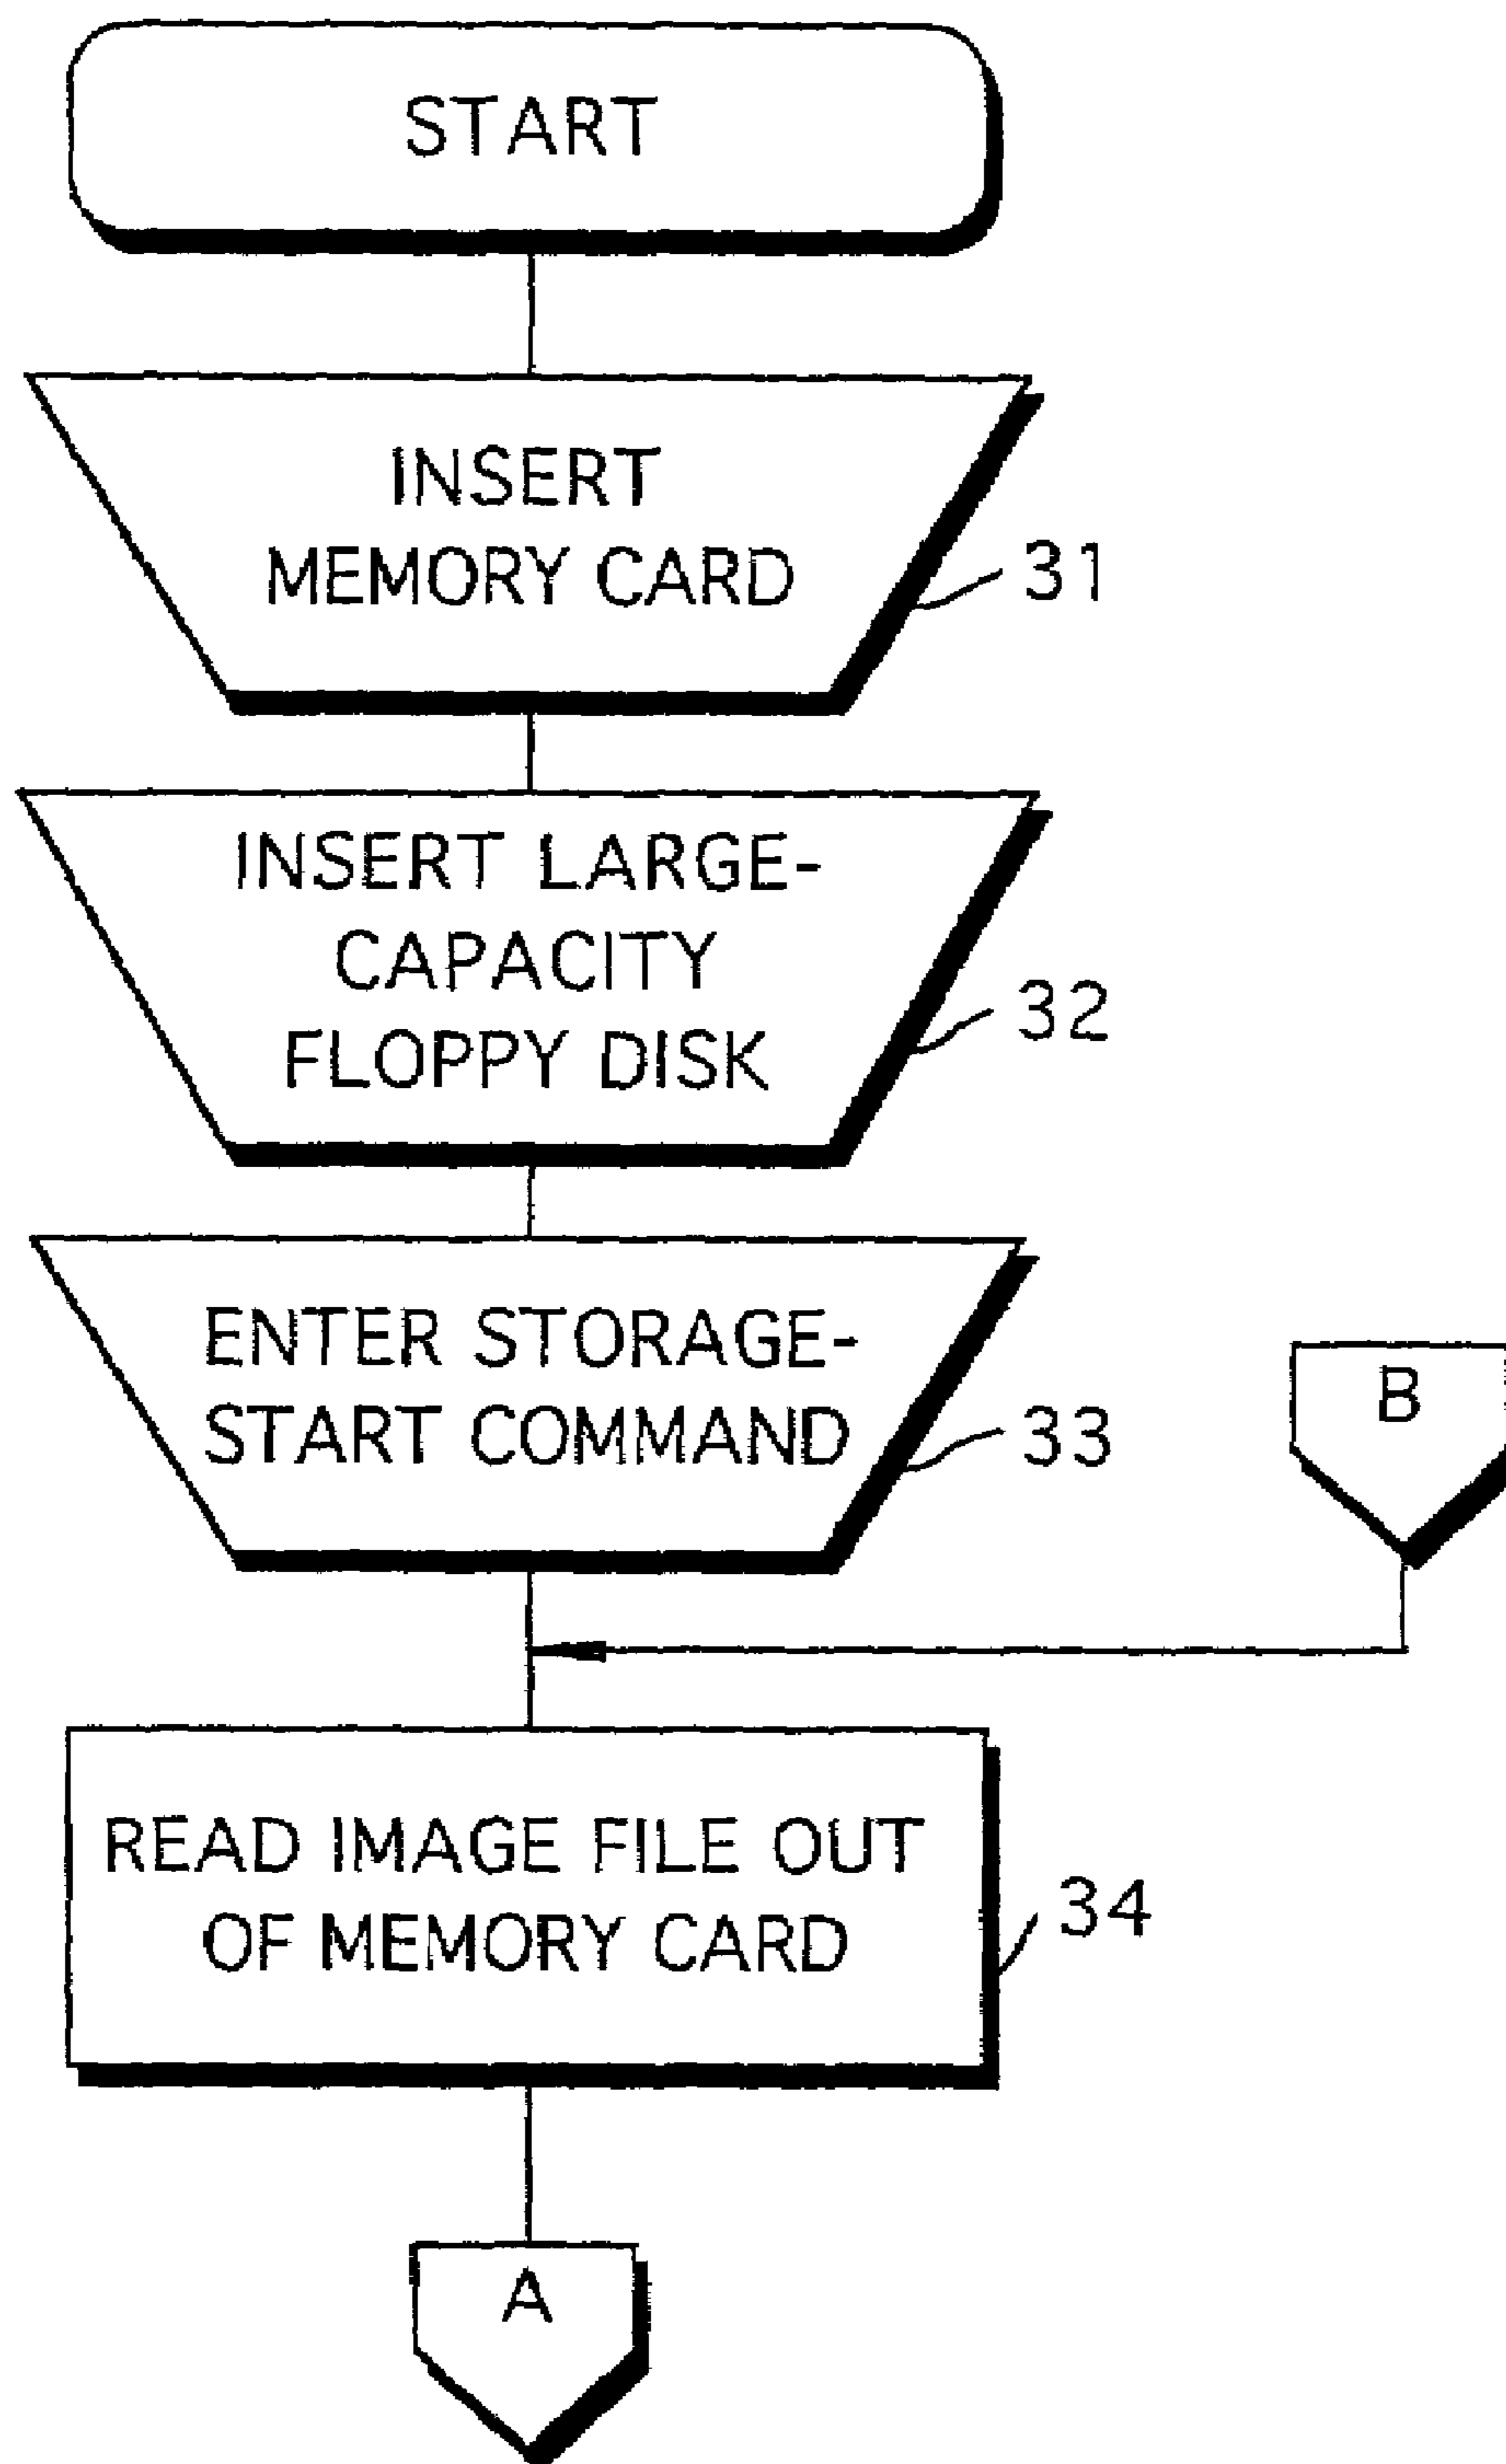 START
INSERT
MEMORY CARD
31
INSERT LARGE-
CAPACITY
FLOPPY DISK
32
ENTER STORAGE-
START COMMAND
33
B
READ IMAGE FILE OUT
OF MEMORY CARD
34
A